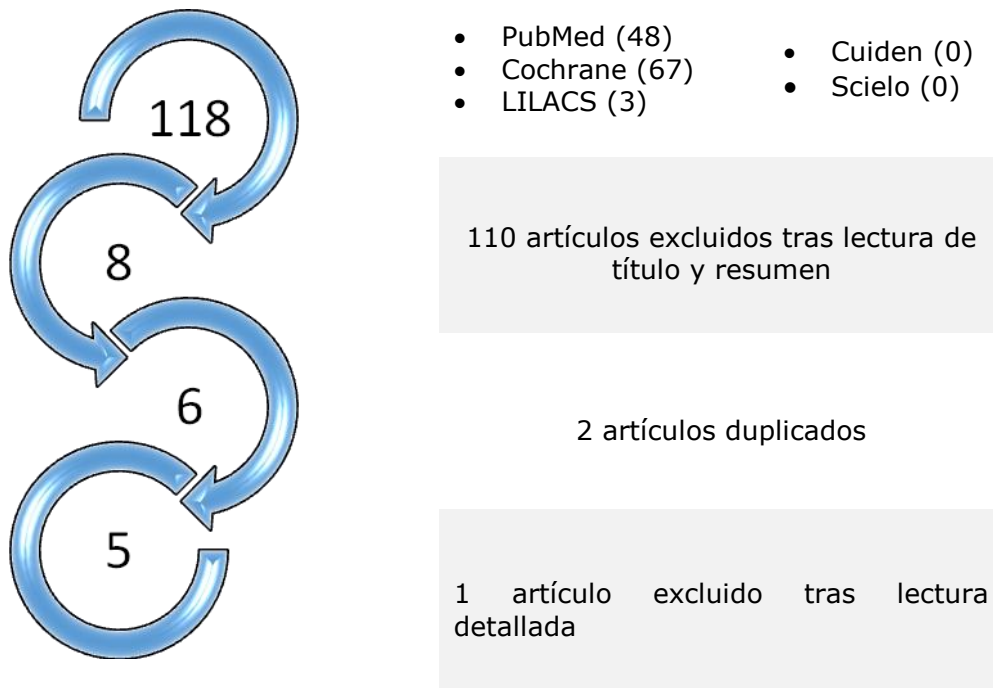 118
• PubMed (48)
• Cochrane (67)
• LILACS (3)
• Cuiden (0)
• Scielo (0)
8
110 artículos excluidos tras lectura de
título y resumen
6
2 artículos duplicados
5
1 artículo excluido tras lectura
detallada